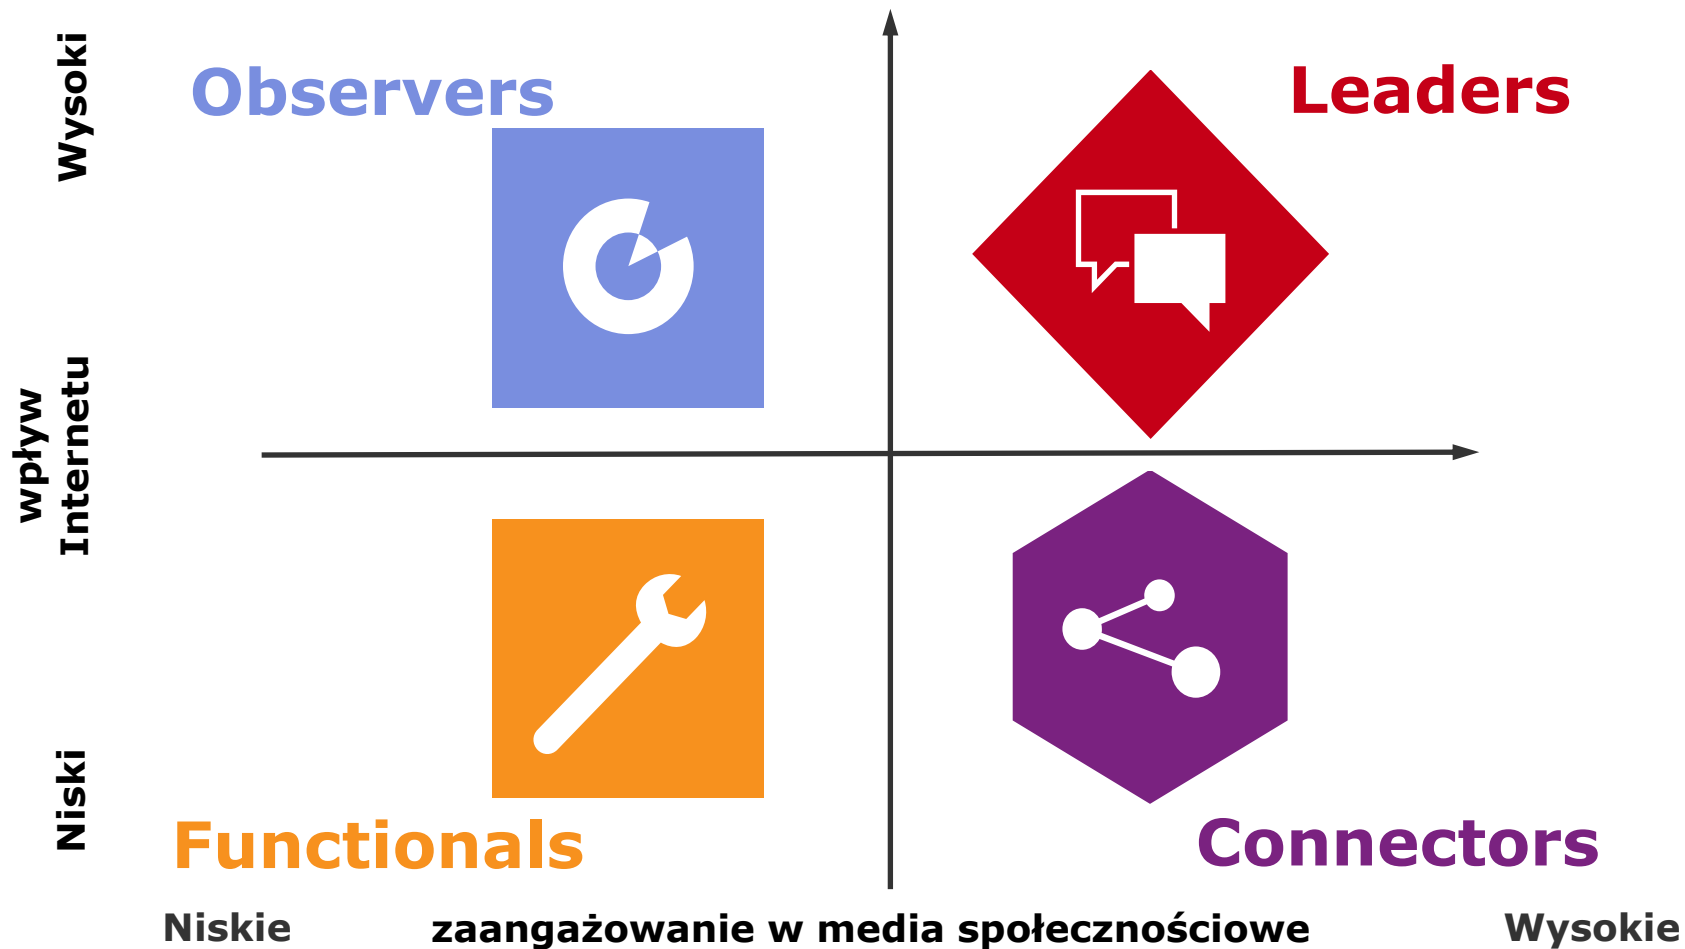 Wysoki
Observers
Leaders
wpływ
Internetu
Niski
Functionals
Connectors
Niskie
zaangażowanie w media społecznościowe
Wysokie